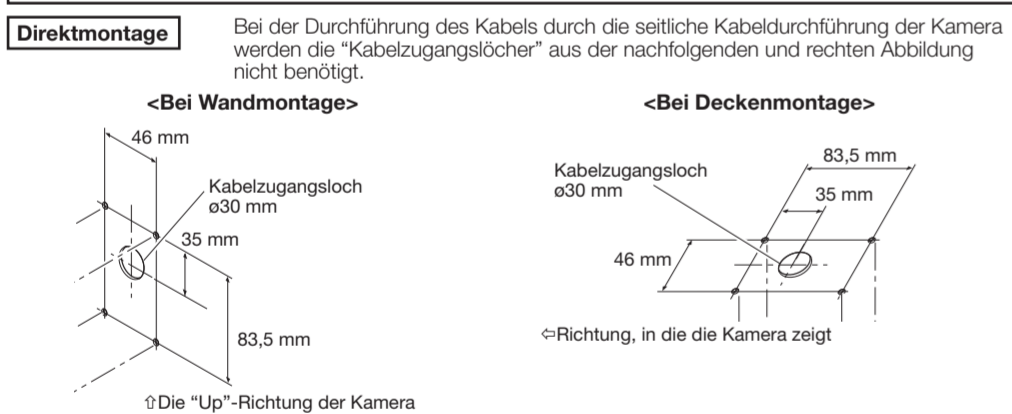 Direktmontage
Bei der Durchführung des Kabels durch die seitliche Kabeldurchführung der Kamera
werden die “Kabelzugangslöcher” aus der nachfolgenden und rechten Abbildung
nicht benötigt.
<Bei Wandmontage>
46 mm
Kabelzugangsloch
ø30 mm
35 mm
83,5 mm
⇧Die “Up”-Richtung der Kamera
<Bei Deckenmontage>
83,5 mm
Kabelzugangsloch
ø30 mm
35 mm
46 mm
⇦Richtung, in die die Kamera zeigt